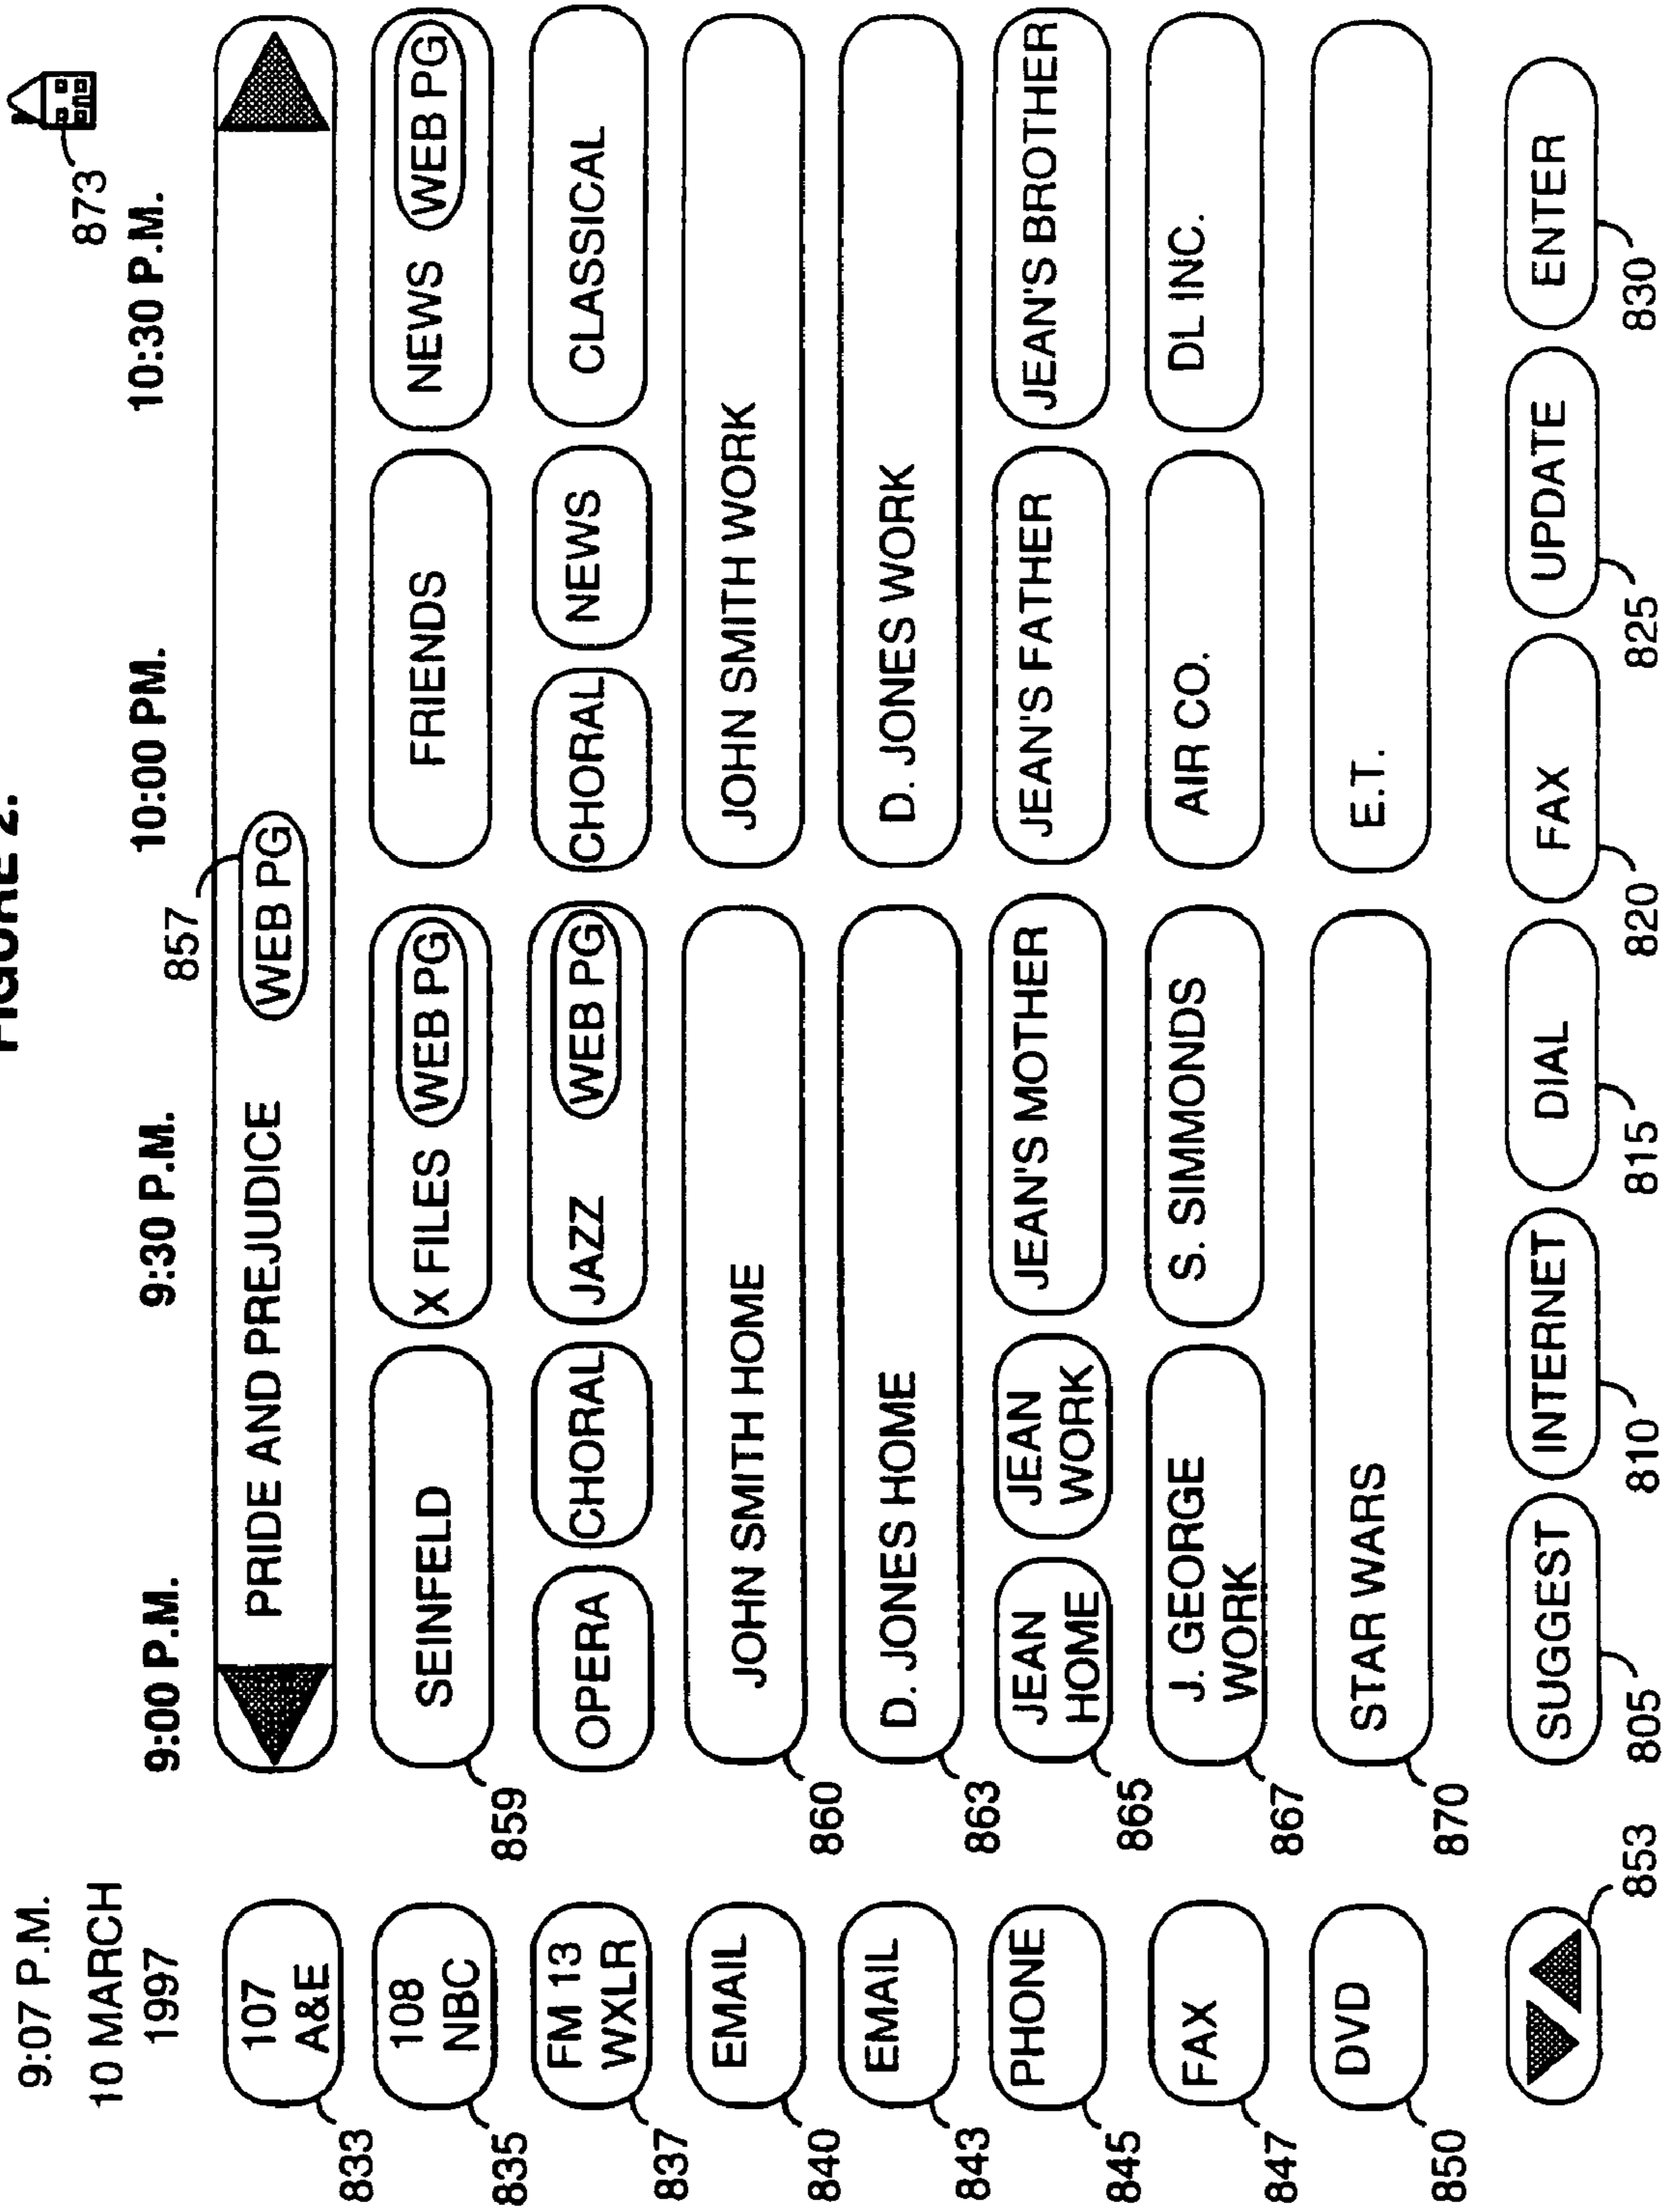 FIGURE 2.
9:07 P.M.
10 MARCH
1997
873
9:00 P.M.
9:30 P.M.
10:00 PM.
10:30 P.M.
857
107
A&E
PRIDE AND PREJUDICE
WEB PG
833
108
NBC
SEINFELD
X FILES
WEB PG
FRIENDS
NEWS
WEB PG
835
859
FM 13
WXLR
OPERA
CHORAL
JAZZ
WEB PG
CHORAL
NEWS
CLASSICAL
837
EMAIL
JOHN SMITH HOME
JOHN SMITH WORK
840
860
EMAIL
D. JONES HOME
D. JONES WORK
843
863
PHONE
JEAN
HOME
JEAN
WORK
JEAN'S MOTHER
JEAN'S FATHER
JEAN'S BROTHER
845
865
FAX
J. GEORGE
WORK
S. SIMMONDS
AIR CO.
DL INC.
847
867
DVD
STAR WARS
E.T.
850
870
SUGGEST
INTERNET
DIAL
FAX
UPDATE
ENTER
853
805
810
815
820
825
830